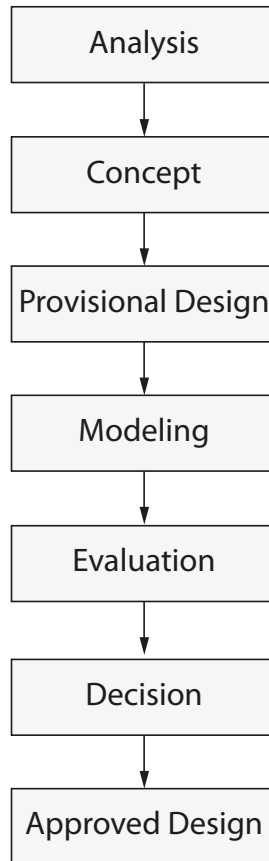 Analysis
Concept
Provisional Design
Modeling
Evaluation
Decision
Approved Design